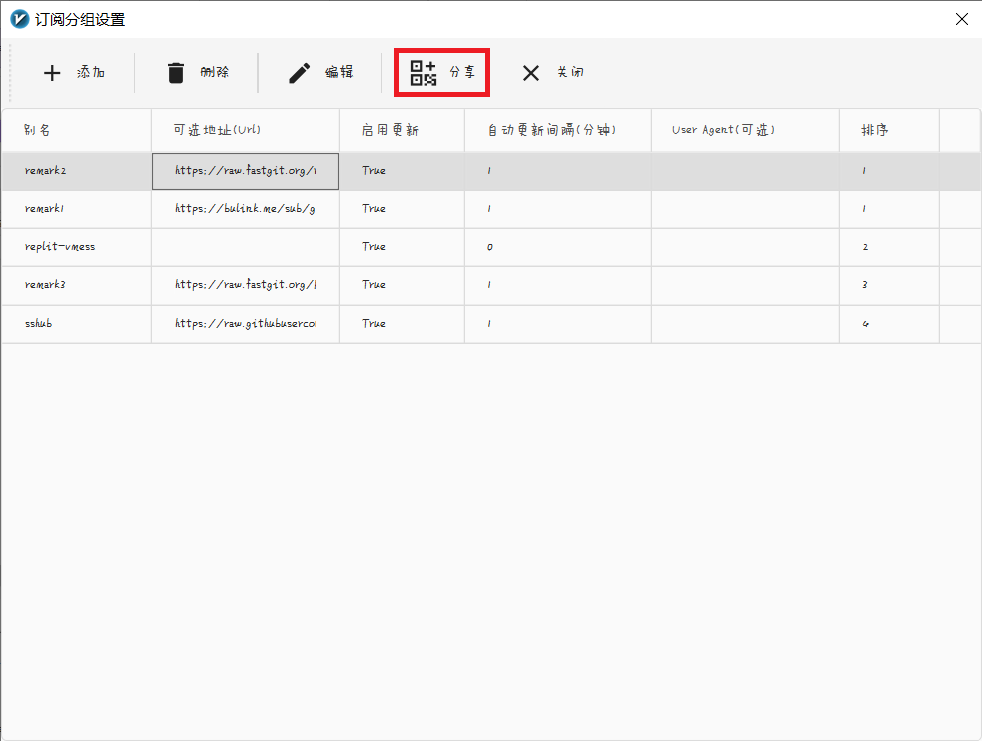 订阅分组设置
添加 删除 编辑 分享 关闭
别名 可选地址(Url) 启用更新 自动更新间隔(分钟) User Agent(可选) 排序
remark2 https://raw.fastgit.org/ True 1 1
remark1 https://bulink.me/sub/g True 1 1
replit-vmess True 0 2
remark3 https://raw.fastgit.org/ True 1 3
sshub https://raw.githubuserco True 1 4